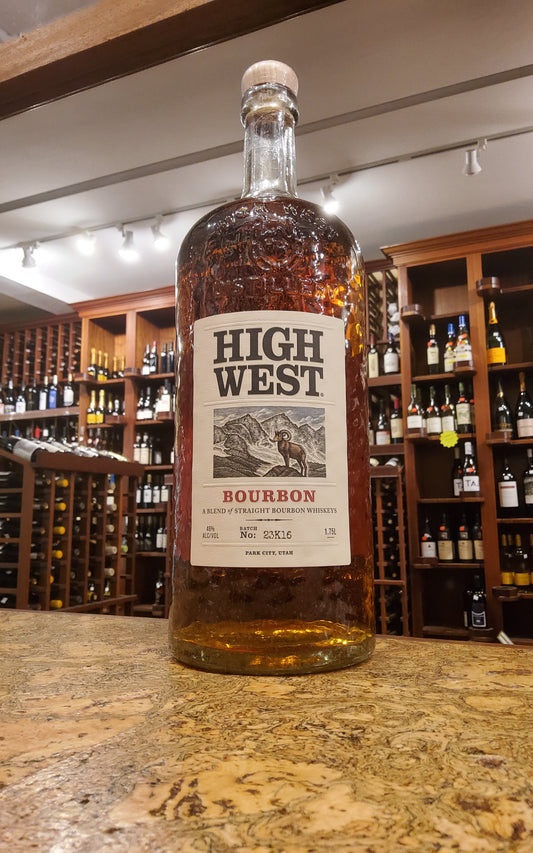 HIGH
WEST
BOURBON
A BLEND of STRAIGHT BOURBON WHISKEYS
46%
ALC/VOL
BATCH
No: 23K16
1.75L
PARK CITY, UTAH